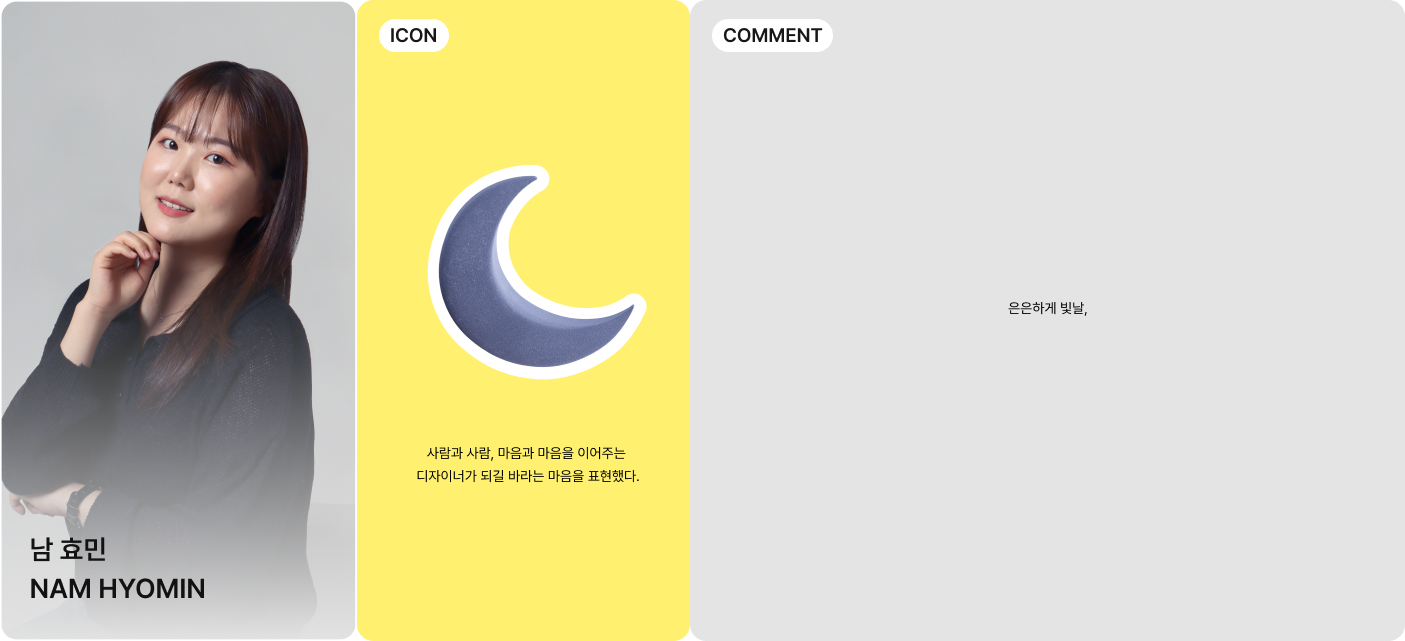 남 효민
NAM HYOMIN
ICON
사람과 사람, 마음과 마음을 이어주는
디자이너가 되길 바라는 마음을 표현했다.
COMMENT
은은하게 빛날,